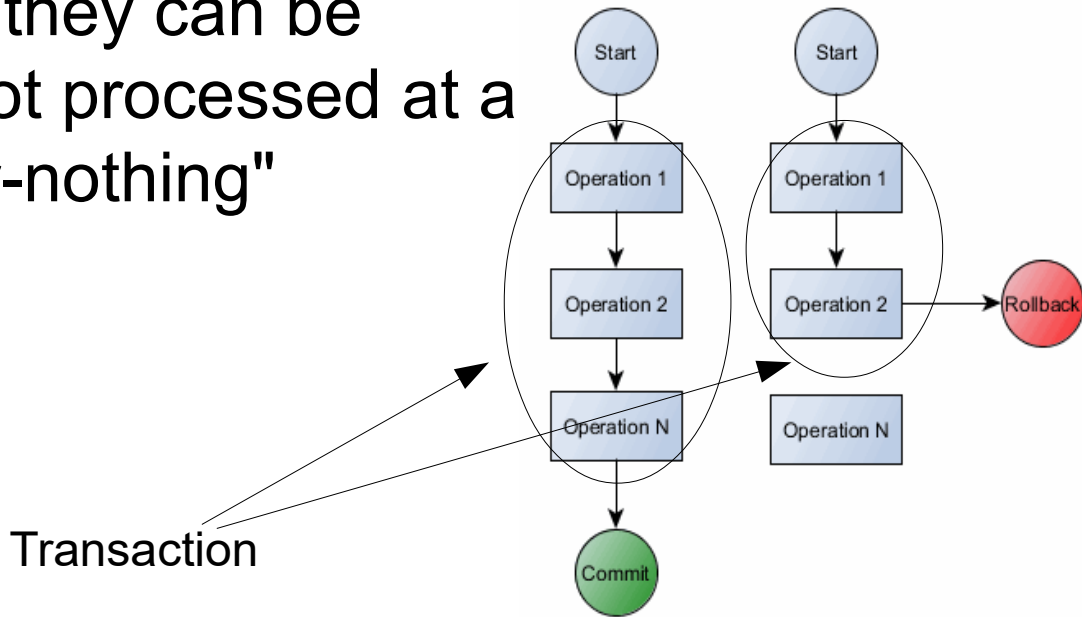 they can be
ot processed at a
-nothing"
Start
Operation 1
Operation 2
Operation N
Commit
Start
Operation 1
Operation 2
Rollback
Operation N
Transaction